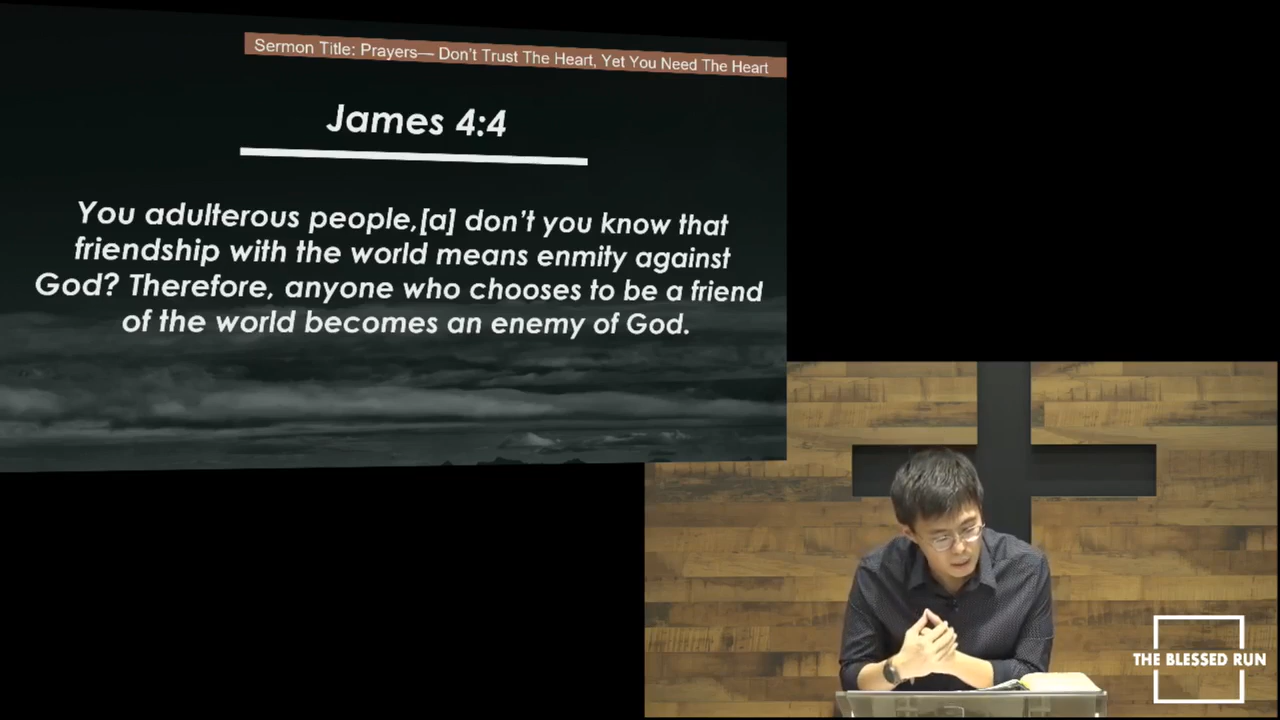 Sermon Title: Prayers— Don't Trust The Heart, Yet You Need The Heart
James 4:4
You adulterous people,[a] don't you know that
friendship with the world means enmity against
God? Therefore, anyone who chooses to be a friend
of the world becomes an enemy of God.
THE BLESSED RUN